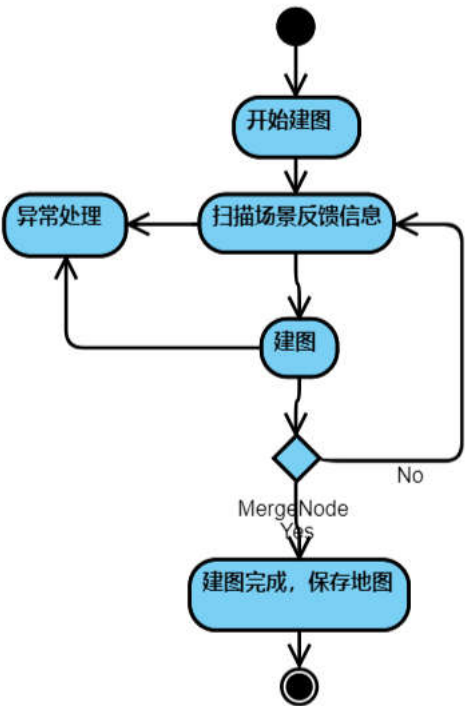 开始建图
异常处理
扫描场景反馈信息
建图
No
MergeNode
Yes
建图完成，保存地图